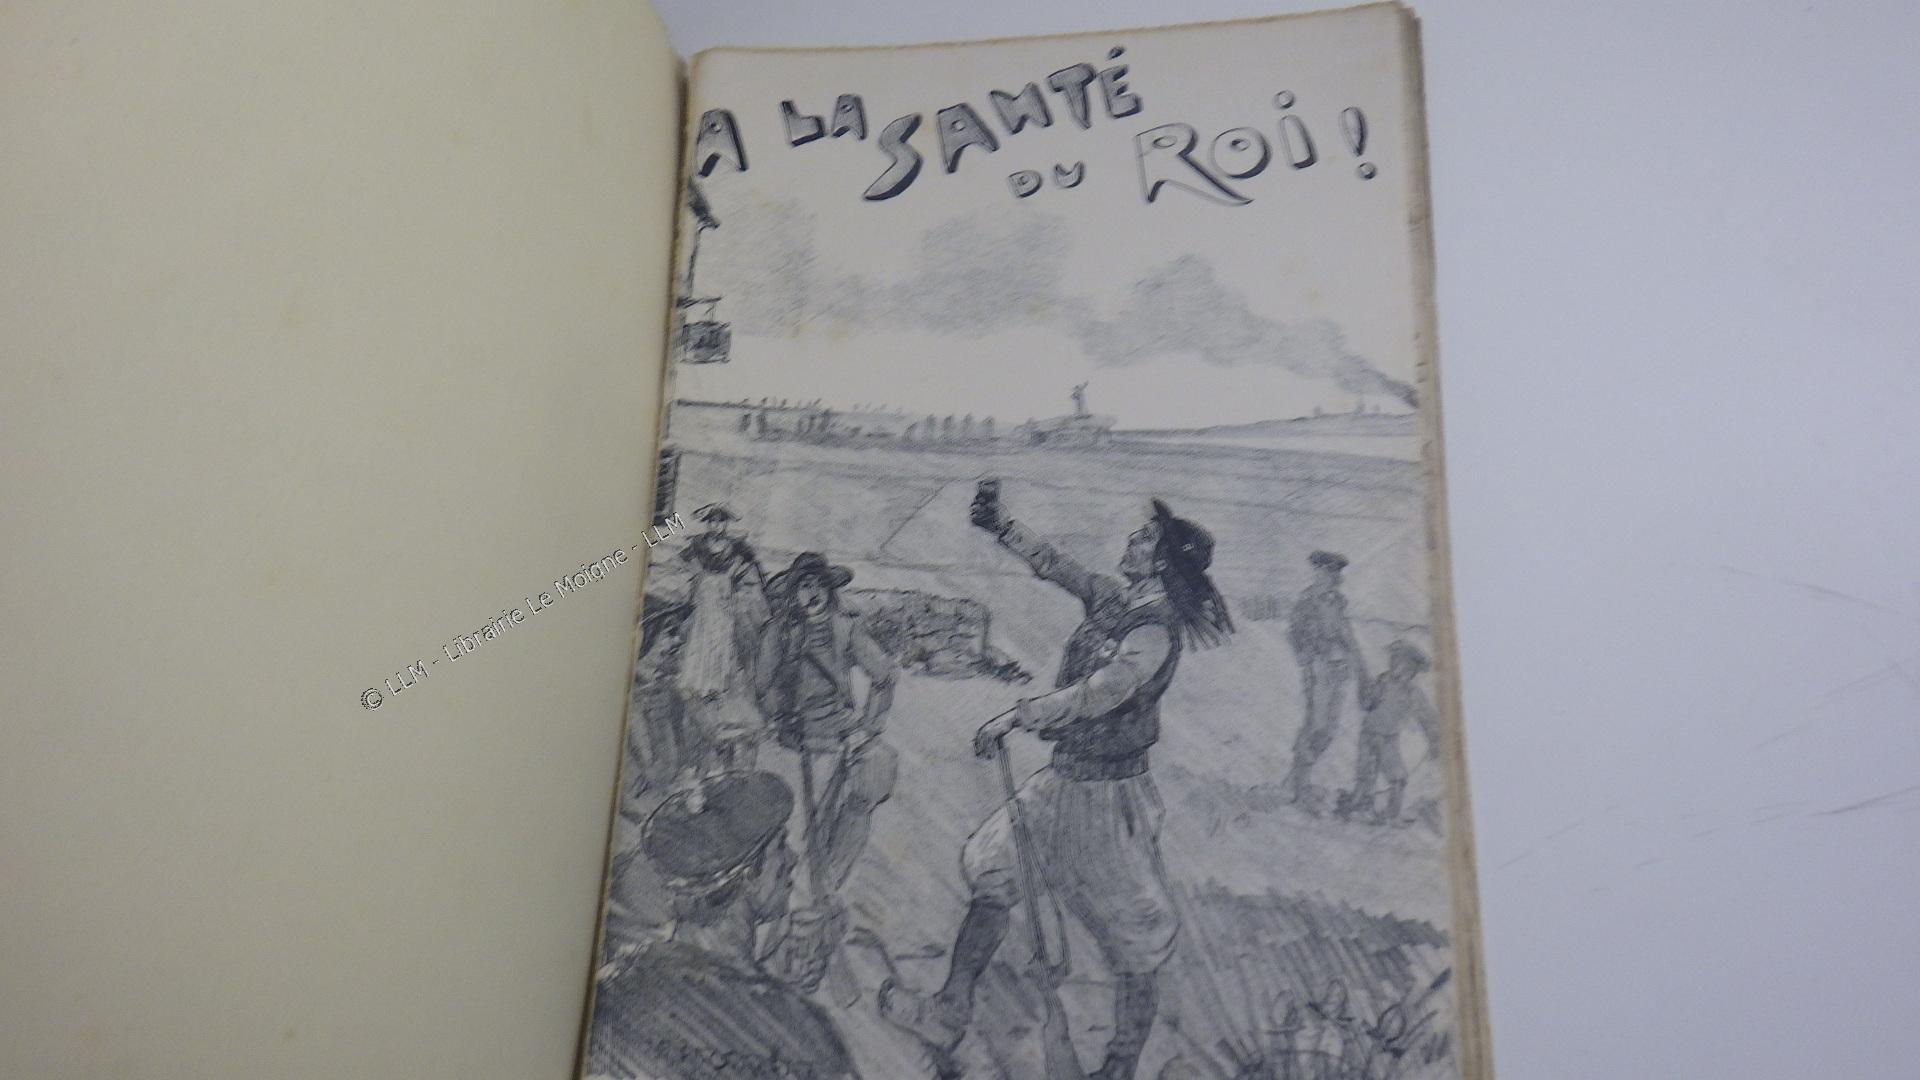 A LA SANTÉ
DU ROI !
© LLM - Librairie Le Moigne - LLM